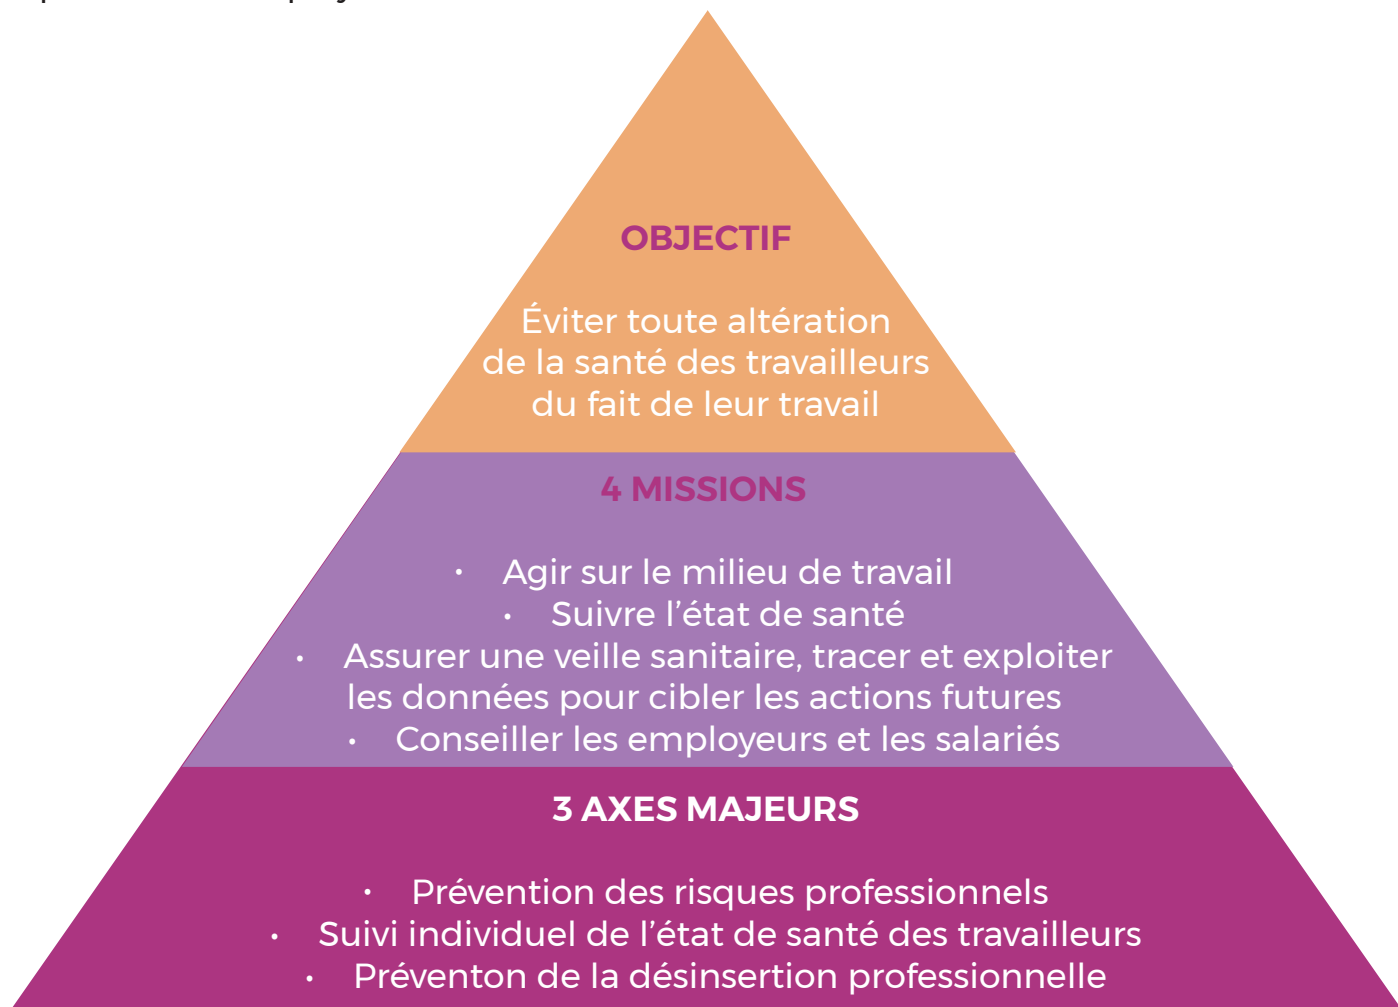 OBJECTIF
Éviter toute altération
de la santé des travailleurs
du fait de leur travail
4 MISSIONS
• Agir sur le milieu de travail
• Suivre l’état de santé
• Assurer une veille sanitaire, tracer et exploiter
les données pour cibler les actions futures
• Conseiller les employeurs et les salariés
3 AXES MAJEURS
• Prévention des risques professionnels
• Suivi individuel de l’état de santé des travailleurs
• Préventon de la désinsertion professionnelle